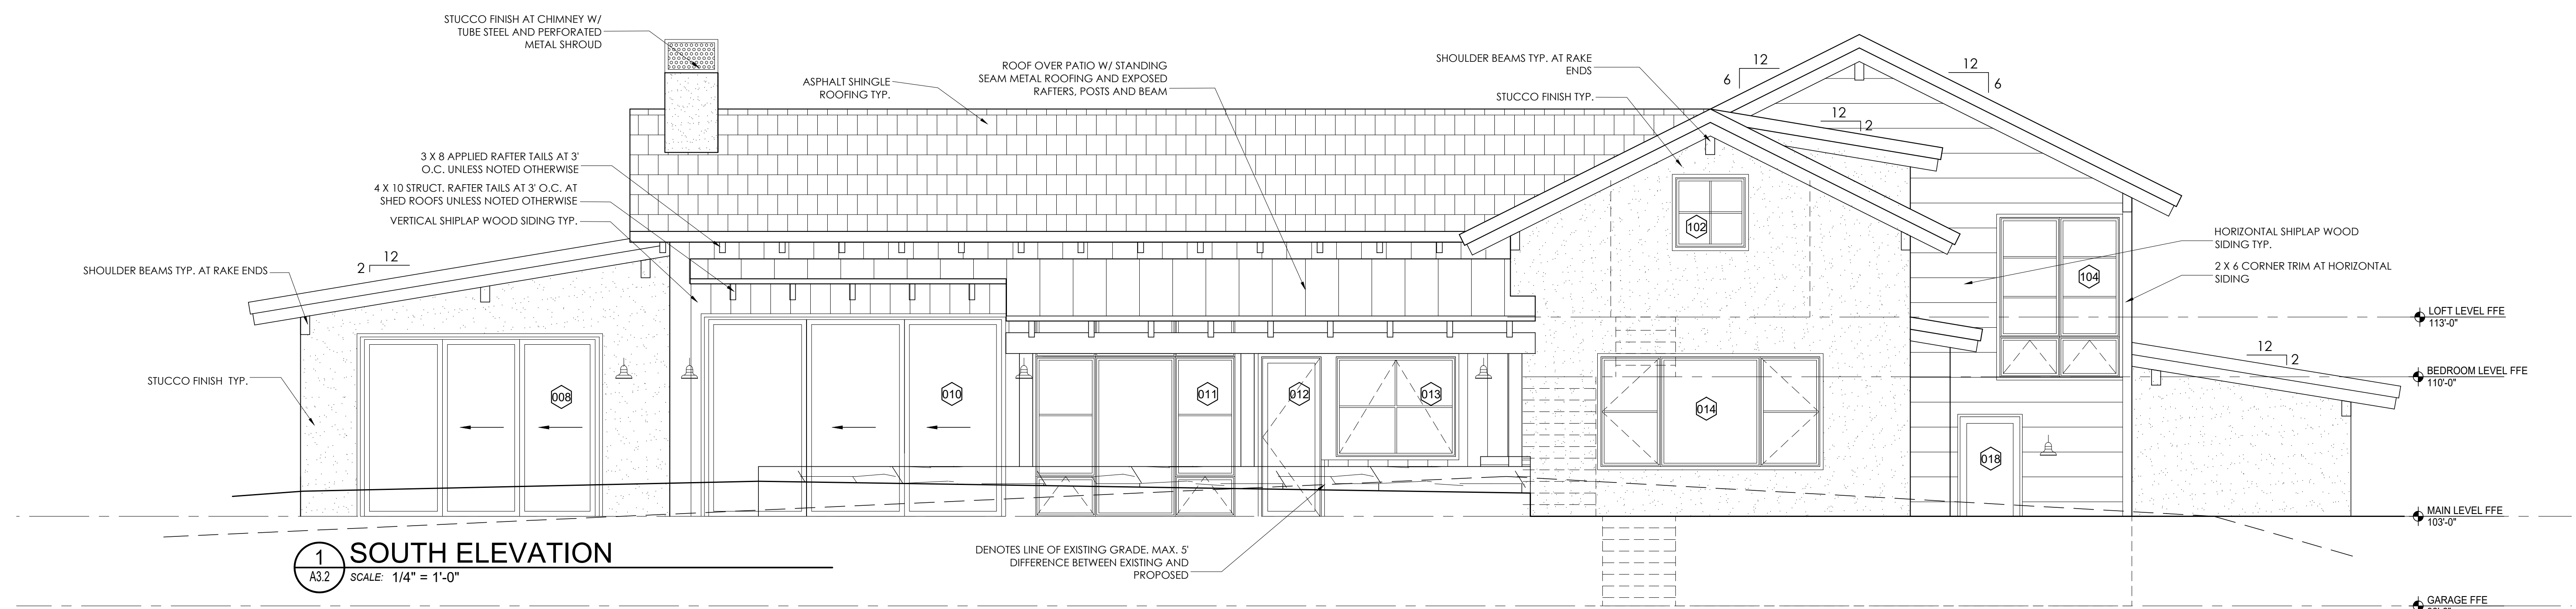 STUCCO FINISH AT CHIMNEY W/
TUBE STEEL AND PERFORATED
METAL SHROUD
ASPHALT SHINGLE
ROOFING TYP.
ROOF OVER PATIO W/ STANDING
SEAM METAL ROOFING AND EXPOSED
RAFTERS, POSTS AND BEAM
SHOULDER BEAMS TYP. AT RAKE
ENDS
STUCCO FINISH TYP.
12
6
12
6
12
2
3 X 8 APPLIED RAFTER TAILS AT 3'
O.C. UNLESS NOTED OTHERWISE
4 X 10 STRUCT. RAFTER TAILS AT 3' O.C. AT
SHED ROOFS UNLESS NOTED OTHERWISE
VERTICAL SHIPLAP WOOD SIDING TYP.
12
2
SHOULDER BEAMS TYP. AT RAKE ENDS
STUCCO FINISH TYP.
102
104
HORIZONTAL SHIPLAP WOOD
SIDING TYP.
2 X 6 CORNER TRIM AT HORIZONTAL
SIDING
LOFT LEVEL FFE
113'-0"
12
2
BEDROOM LEVEL FFE
110'-0"
008
010
011
012
013
014
018
MAIN LEVEL FFE
103'-0"
DENOTES LINE OF EXISTING GRADE. MAX. 5'
DIFFERENCE BETWEEN EXISTING AND
PROPOSED
1
A3.2
SOUTH ELEVATION
SCALE: 1/4" = 1'-0"
GARAGE FFE